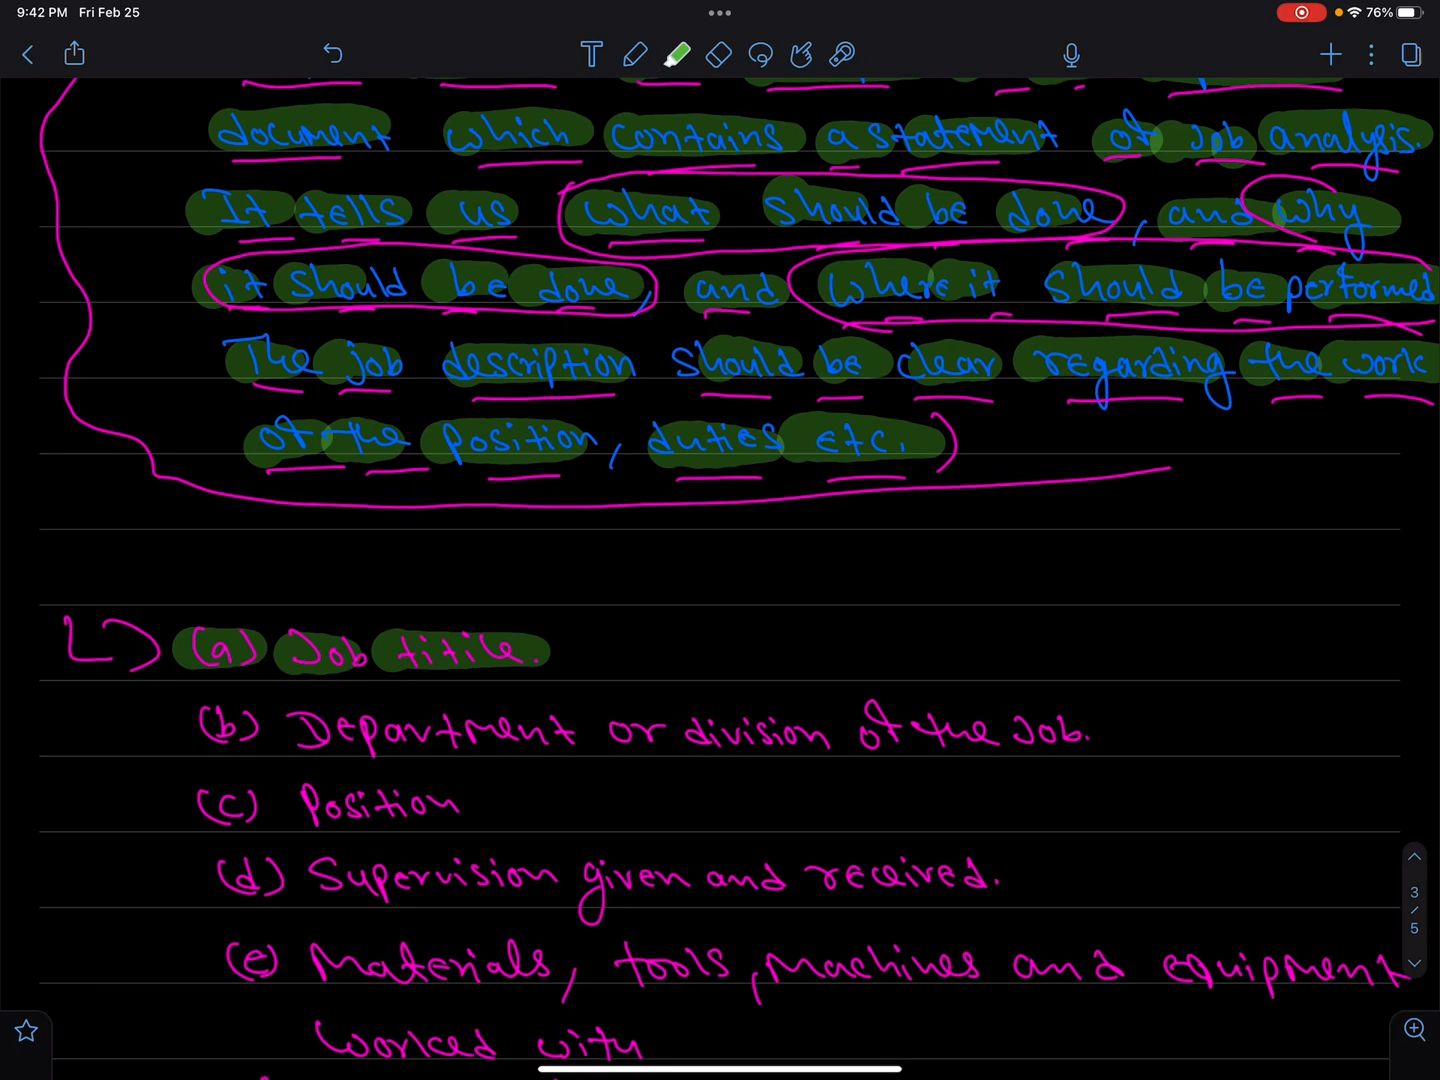 9:42 PM Fri Feb 25
76%
document which contains a statement of Job analysis.
It tells us what should be done, and why
it should be done, and where it should be performed
The job description should be clear regarding the work
of the position, duties etc.)
(a) Job titile.
(b) Department or division of the Job.
(c) Position
(d) Supervision given and received.
(e) Materials, tools, machines and equipment
worked with
3
/
5